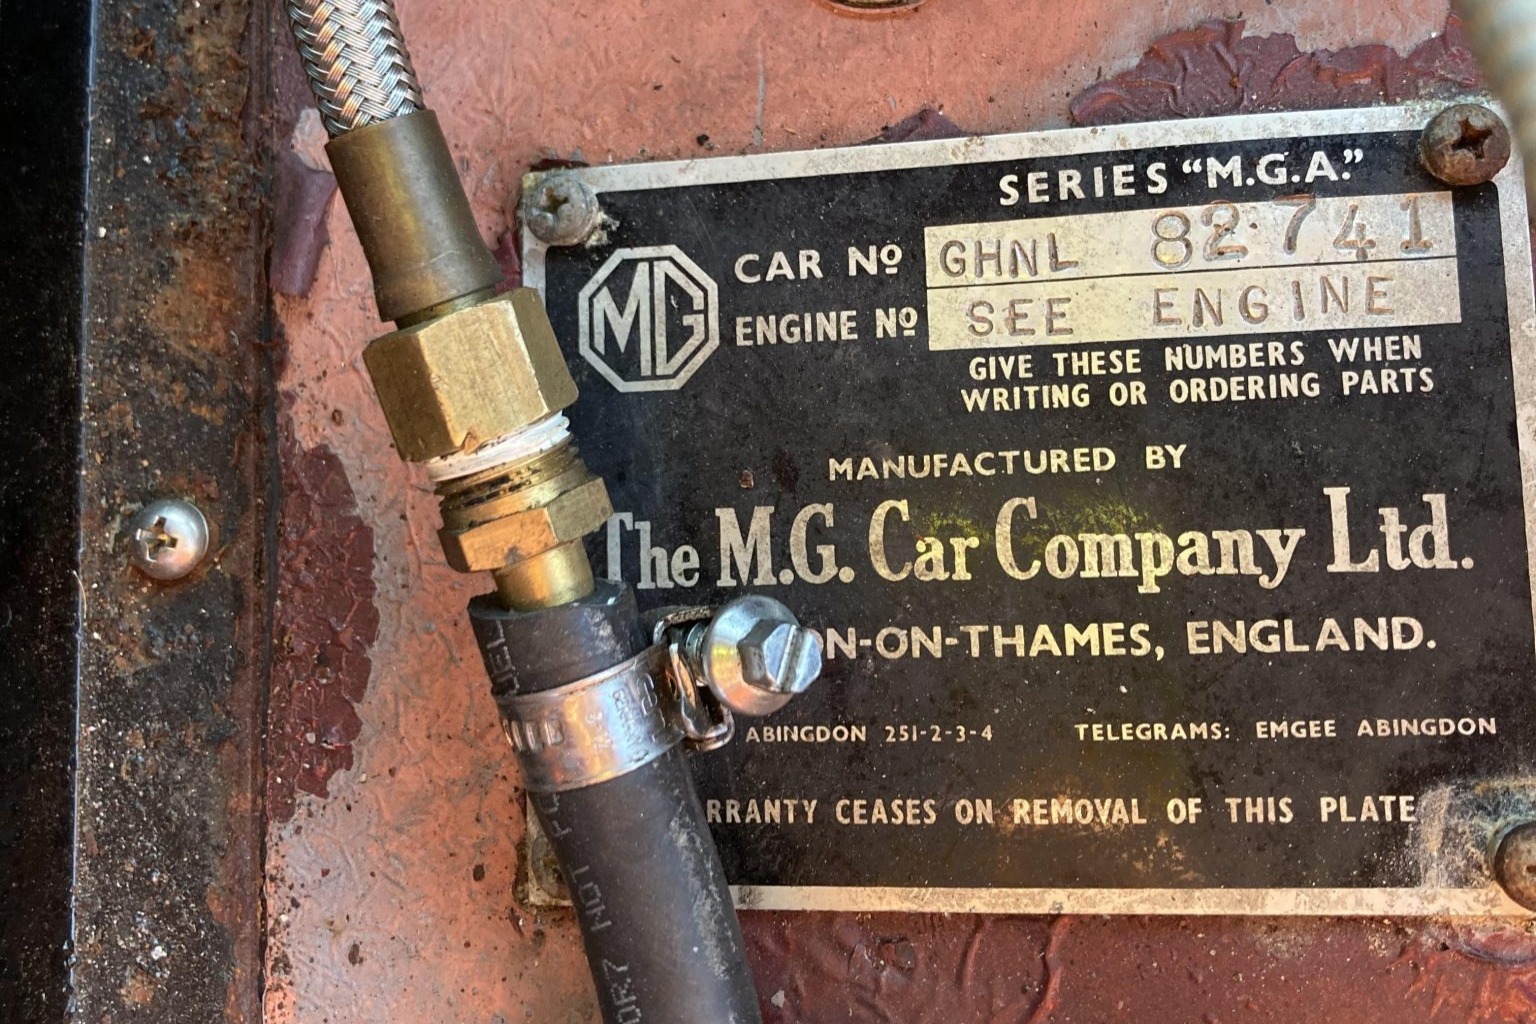 SERIES “M.G.A.”
MG
CAR No GHNL 82741
ENGINE No SEE ENGINE
GIVE THESE NUMBERS WHEN
WRITING OR ORDERING PARTS
MANUFACTURED BY
The M.G. Car Company Ltd.
ON-ON-THAMES, ENGLAND.
ABINGDON 251-2-3-4 TELEGRAMS: EMGEE ABINGDON
RRANTY CEASES ON REMOVAL OF THIS PLATE
NOT